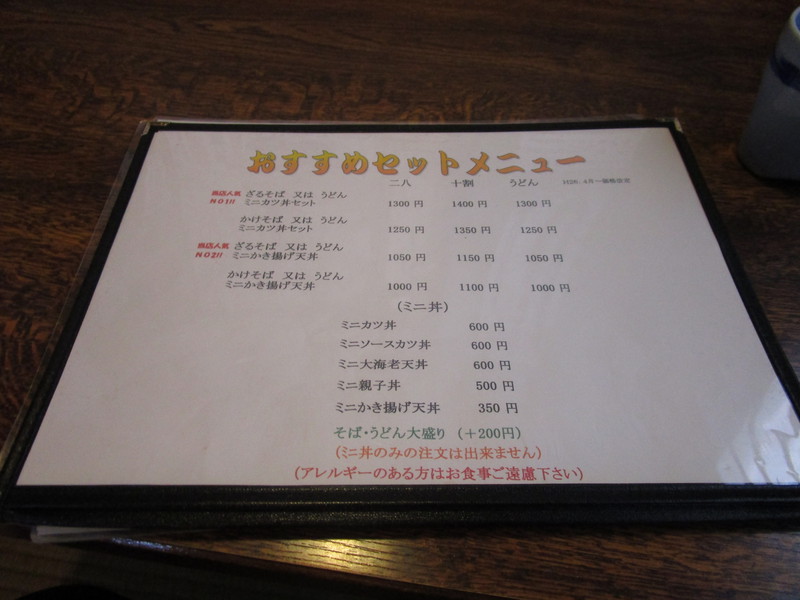 おすすめセットメニュー
二八 十割 うどん H26.4月一部価格改定
当店人気 ざるそば 又は うどん
NO1!! ミニカツ丼セット 1300 円 1400 円 1300 円
かけそば 又は うどん
ミニカツ丼セット 1250 円 1350 円 1250 円
当店人気 ざるそば 又は うどん
NO2!! ミニかき揚げ天丼 1050 円 1150 円 1050 円
かけそば 又は うどん
ミニかき揚げ天丼 1000 円 1100 円 1000 円
(ミニ丼)
ミニカツ丼 600 円
ミニソースカツ丼 600 円
ミニ大海老天丼 600 円
ミニ親子丼 500 円
ミニかき揚げ天丼 350 円
そば・うどん大盛り (+200円)
(ミニ丼のみの注文は出来ません)
(アレルギーのある方はお食事ご遠慮下さい)